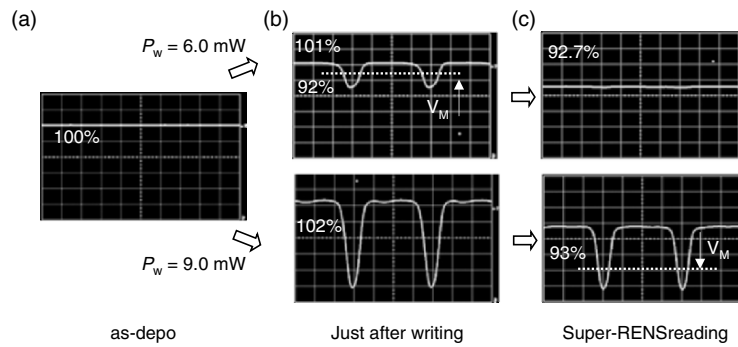 (a)
P_w = 6.0 mW
100%
P_w = 9.0 mW
as-depo
(b)
101%
92%
V_M
102%
Just after writing
(c)
92.7%
93%
V_M
Super-RENSreading